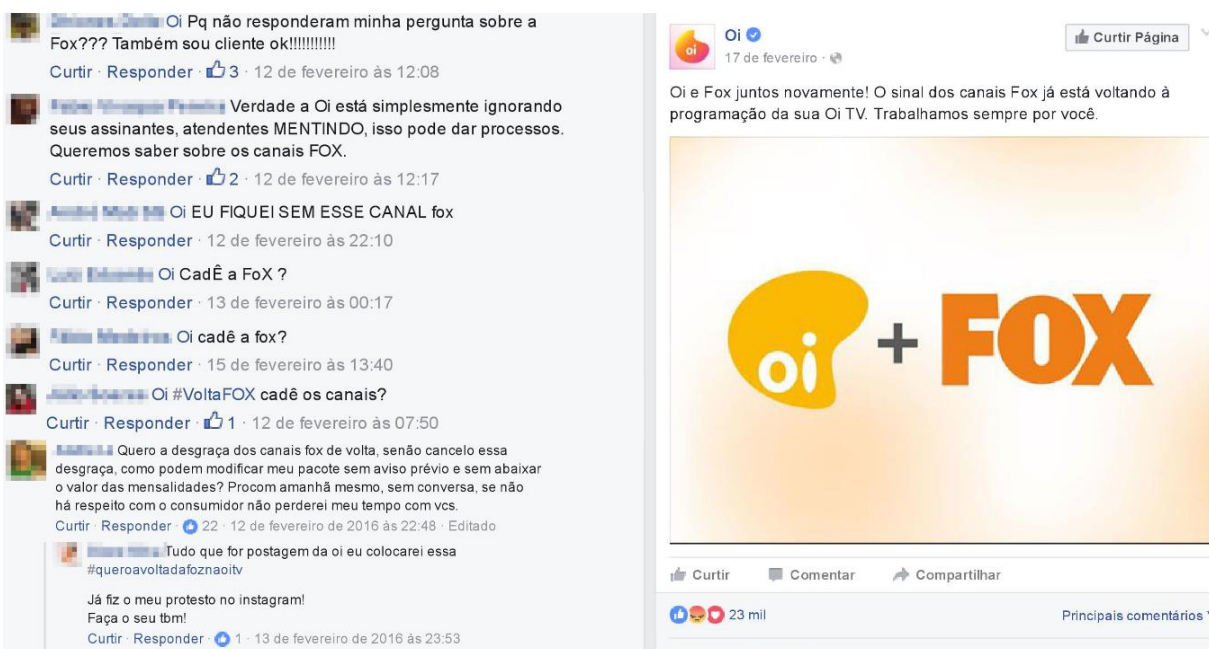 Oi Pq não responderam minha pergunta sobre a
Fox??? Também sou cliente ok!!!!!!!!!!!
Curtir · Responder · 3 · 12 de fevereiro às 12:08
Verdade a Oi está simplesmente ignorando
seus assinantes, atendentes MENTINDO, isso pode dar processos.
Queremos saber sobre os canais FOX.
Curtir · Responder · 2 · 12 de fevereiro às 12:17
Oi EU FIQUEI SEM ESSE CANAL fox
Curtir · Responder · 12 de fevereiro às 22:10
Oi CadÊ a FoX ?
Curtir · Responder · 13 de fevereiro às 00:17
Oi cadê a fox?
Curtir · Responder · 15 de fevereiro às 13:40
Oi #VoltaFOX cadê os canais?
Curtir · Responder · 1 · 12 de fevereiro às 07:50
Quero a desgraça dos canais fox de volta, senão cancelo essa
desgraça, como podem modificar meu pacote sem aviso prévio e sem abaixar
o valor das mensalidades? Procom amanhã mesmo, sem conversa, se não
há respeito com o consumidor não perderei meu tempo com vcs.
Curtir · Responder · 22 · 12 de fevereiro de 2016 às 22:48 · Editado
Tudo que for postagem da oi eu colocarei essa
#queroavoltadafoznaoitv
Já fiz o meu protesto no instagram!
Faça o seu tbm!
Curtir · Responder · 1 · 13 de fevereiro de 2016 às 23:53
oi
Oi
Curtir Página
17 de fevereiro ·
Oi e Fox juntos novamente! O sinal dos canais Fox já está voltando à
programação da sua Oi TV. Trabalhamos sempre por você.
oi + FOX
Curtir Comentar Compartilhar
23 mil
Principais comentários